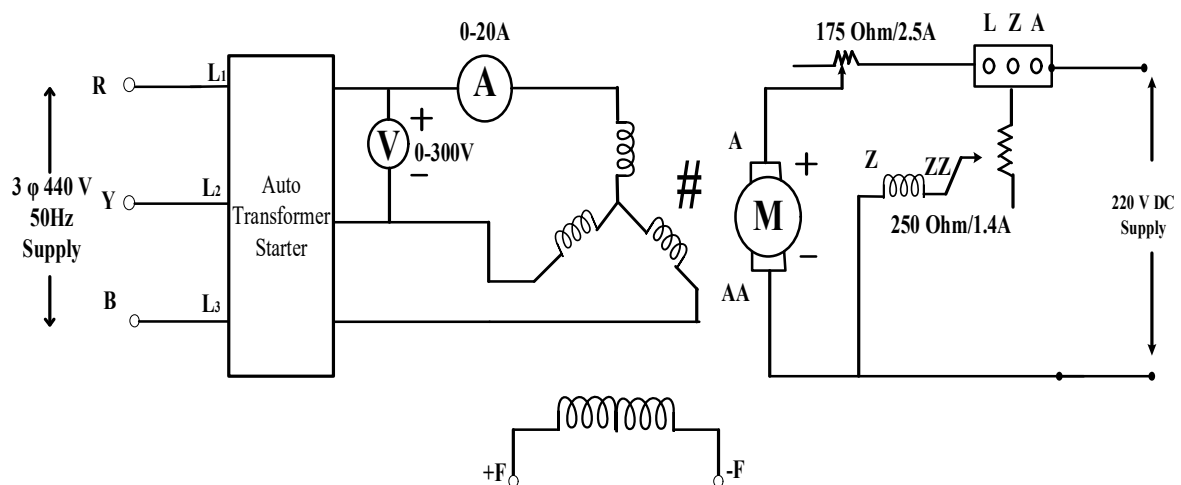 R
Y
B
3 φ 440 V
50Hz
Supply
L1
L2
L3
Auto
Transformer
Starter
V
+
0-300V
−
0-20A
A
#
175 Ohm/2.5A
L Z A
A
+
M
−
AA
Z
ZZ
250 Ohm/1.4A
220 V DC
Supply
+F
-F